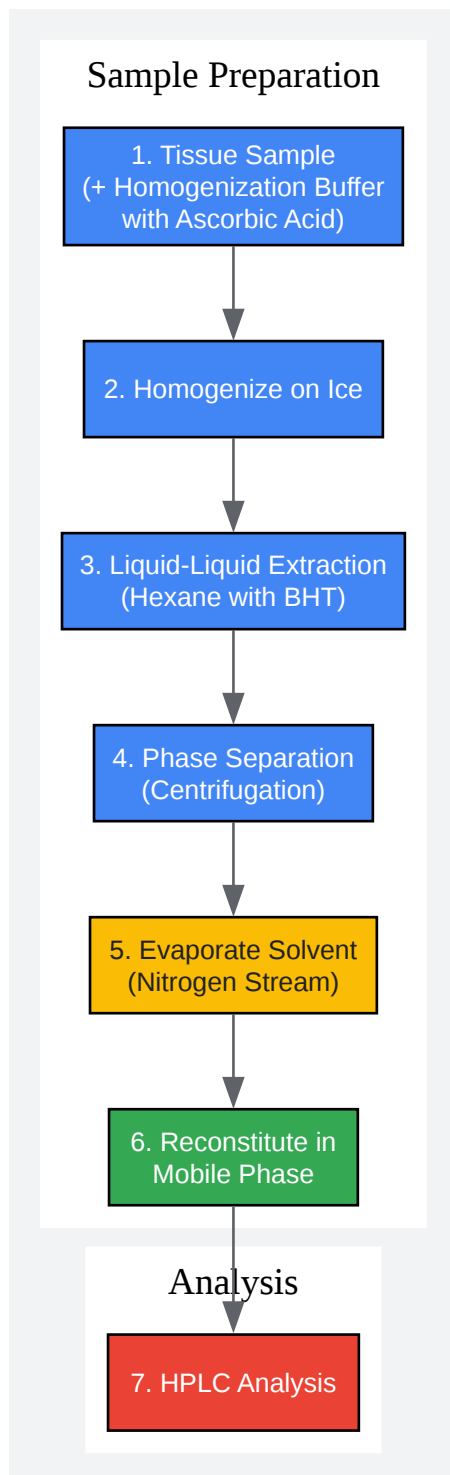 Sample Preparation
1. Tissue Sample
(+ Homogenization Buffer
with Ascorbic Acid)
2. Homogenize on Ice
3. Liquid-Liquid Extraction
(Hexane with BHT)
4. Phase Separation
(Centrifugation)
5. Evaporate Solvent
(Nitrogen Stream)
6. Reconstitute in
Mobile Phase
Analysis
7. HPLC Analysis